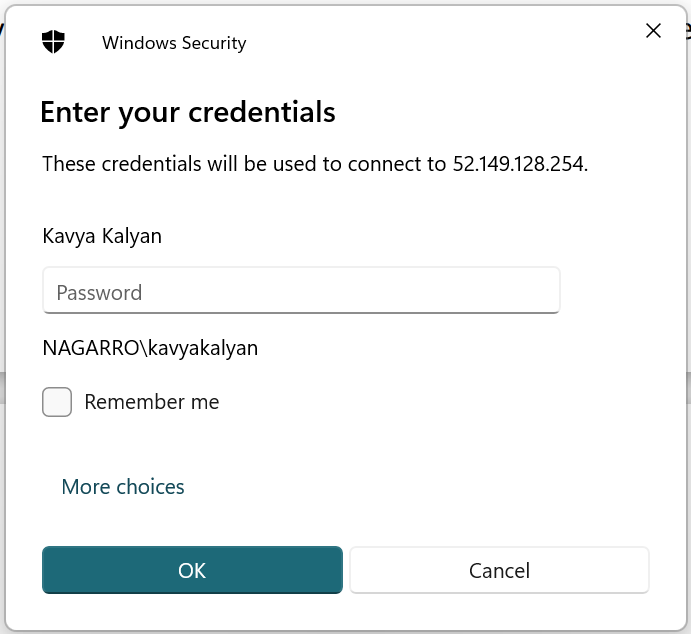 Windows Security
Enter your credentials
These credentials will be used to connect to 52.149.128.254.
Kavya Kalyan
Password
NAGARRO\kavyakalyan
Remember me
More choices
OK
Cancel